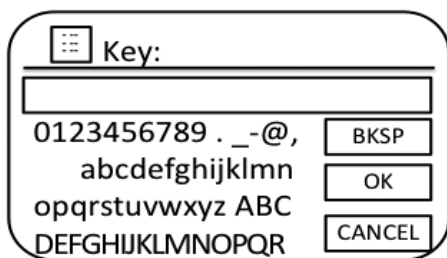 Key:
0123456789 . _-@,
abcdefghijklmn
opqrstuvwxyz ABC
DEFGHIJKLMNOPQR
BKSP
OK
CANCEL